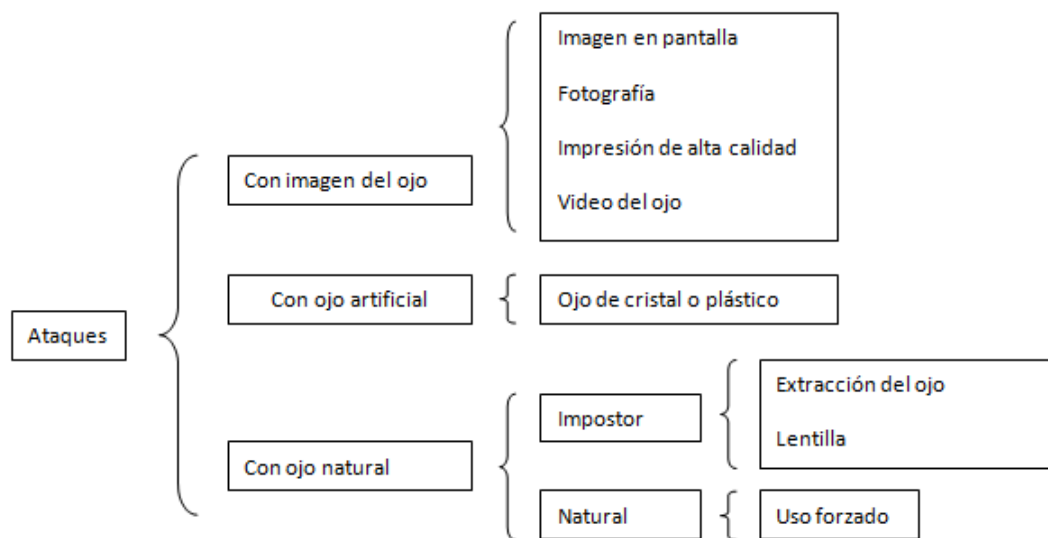 Ataques
Con imagen del ojo
Imagen en pantalla
Fotografía
Impresión de alta calidad
Video del ojo
Con ojo artificial
Ojo de cristal o plástico
Con ojo natural
Impostor
Extracción del ojo
Lentilla
Natural
Uso forzado